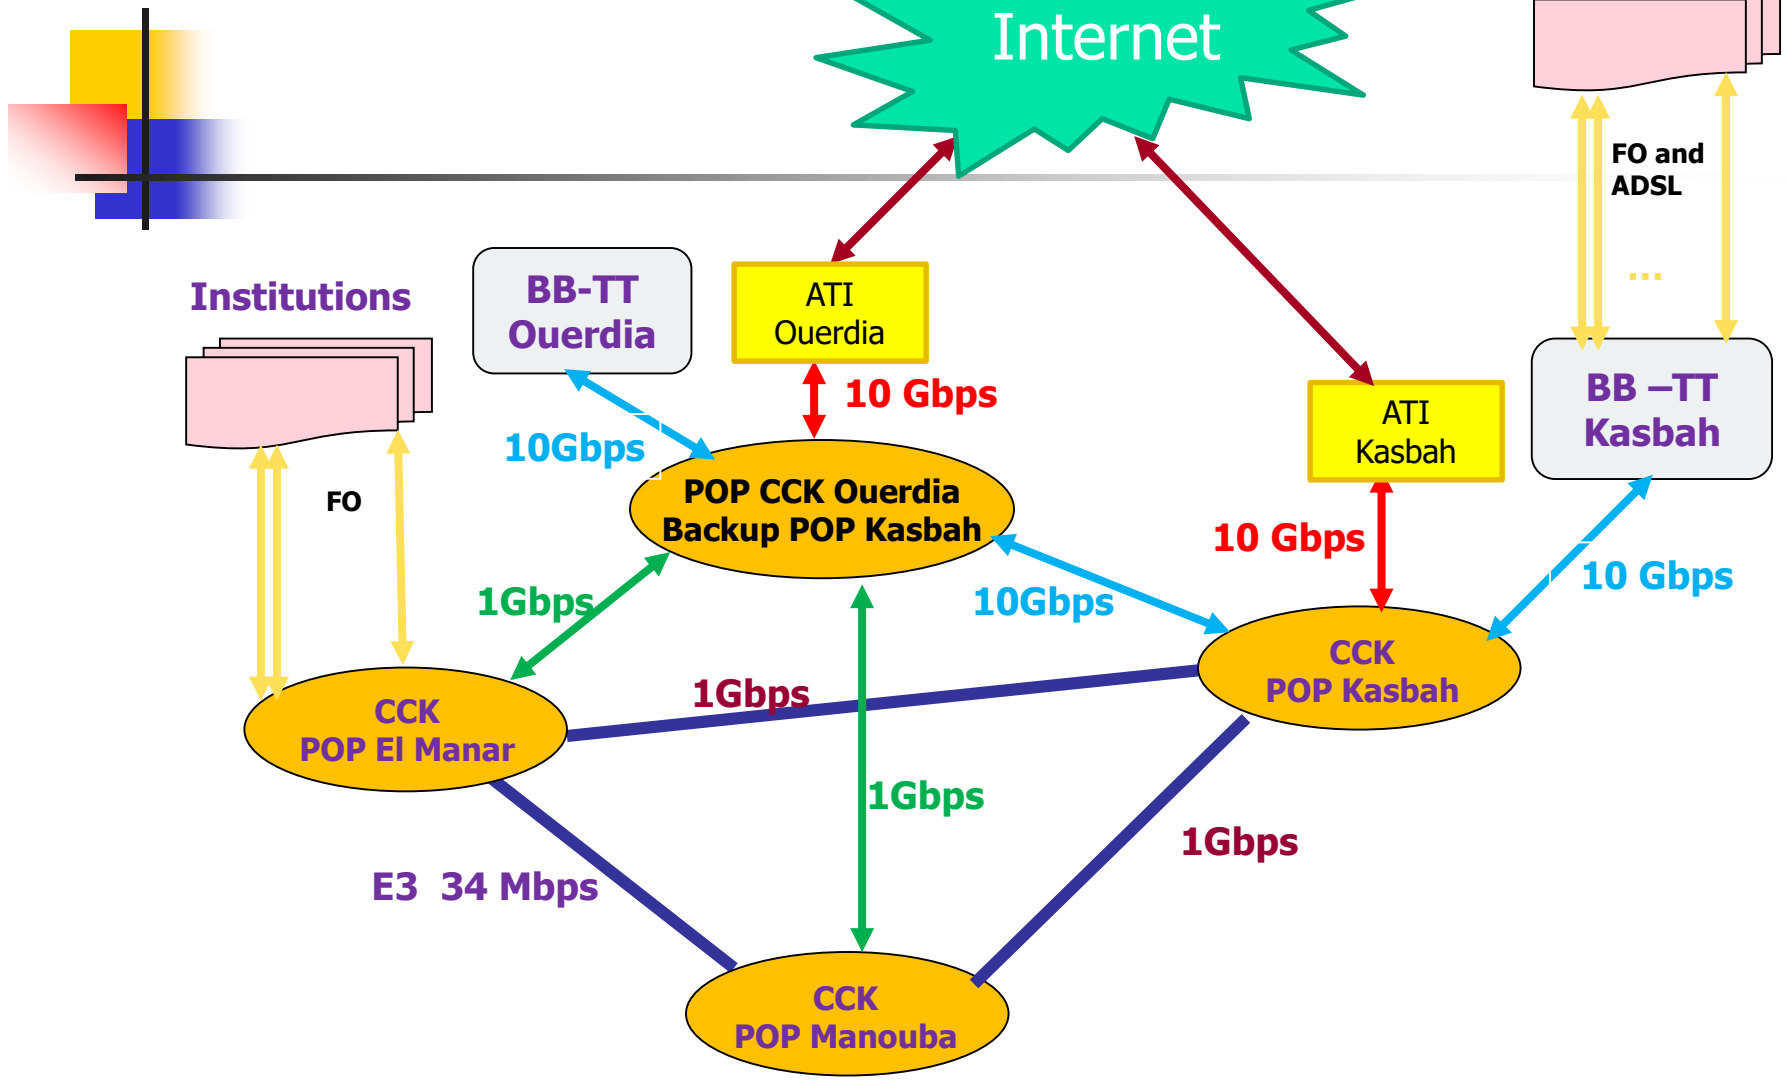 Internet
FO and
ADSL
...
Institutions
BB-TT
Ouerdia
ATI
Ouerdia
10 Gbps
ATI
Kasbah
BB –TT
Kasbah
10Gbps
FO
POP CCK Ouerdia
Backup POP Kasbah
10 Gbps
10 Gbps
1Gbps
10Gbps
CCK
POP Kasbah
1Gbps
CCK
POP El Manar
1Gbps
1Gbps
E3  34 Mbps
CCK
POP Manouba